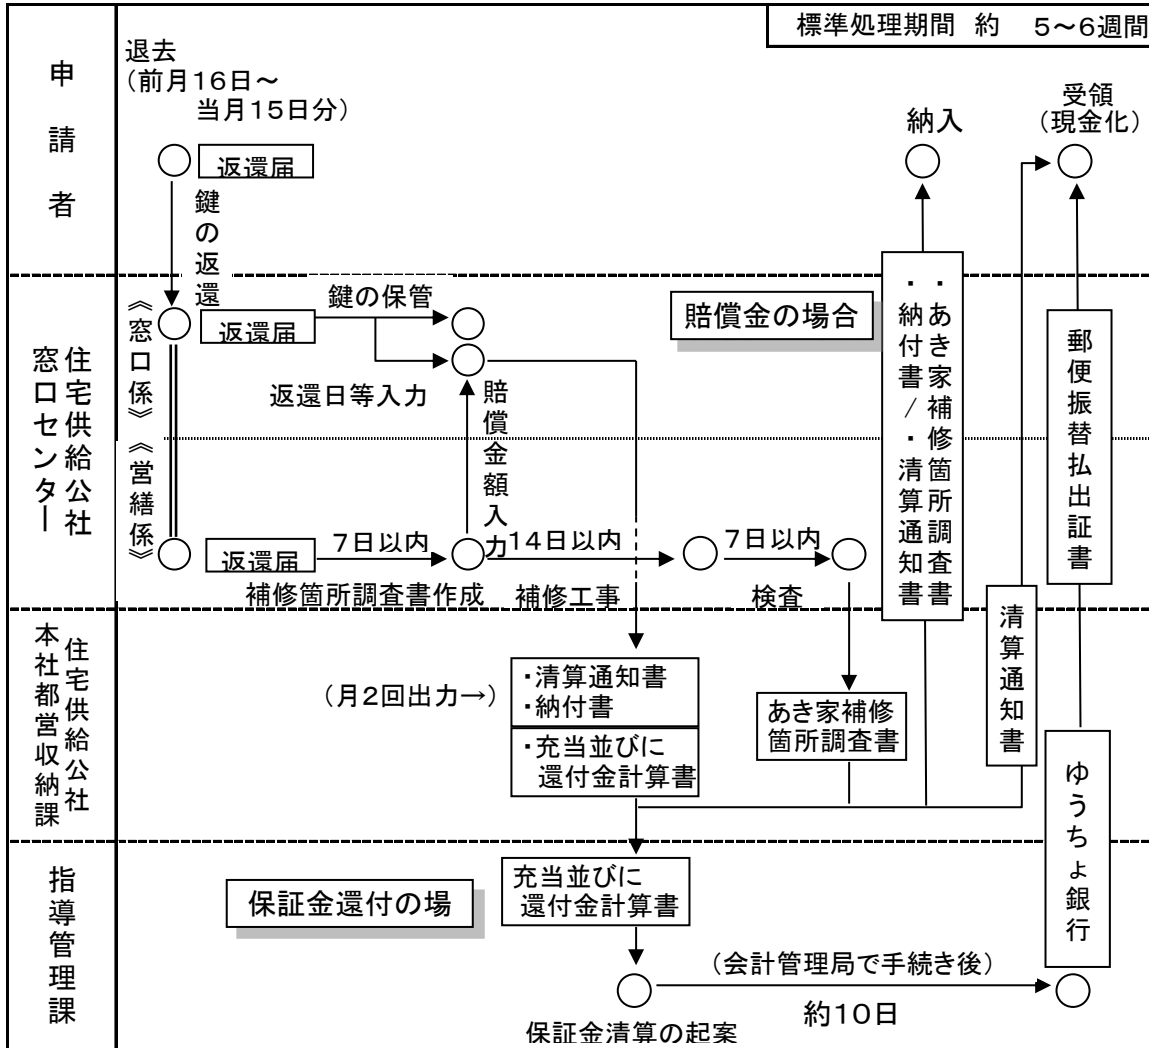 標準処理期間 約 5～6週間
申請者
退去
（前月16日～
当月15日分）
返還届
鍵の返還
納入
受領
（現金化）
住宅供給公社
窓口センター
《窓口係》
《営繕係》
返還届
鍵の保管
返還日等入力
賠償金額入力
賠償金の場合
・あき家補修箇所調査書
・納付書/・清算通知書
郵便振替払出証書
返還届
7日以内
補修箇所調査書作成
14日以内
補修工事
7日以内
検査
住宅供給公社
本社都営収納課
（月2回出力→）
・清算通知書
・納付書
・充当並びに
還付金計算書
あき家補修
箇所調査書
清算通知書
ゆうちょ銀行
指導管理課
保証金還付の場
充当並びに
還付金計算書
（会計管理局で手続き後）
約10日
保証金清算の起案